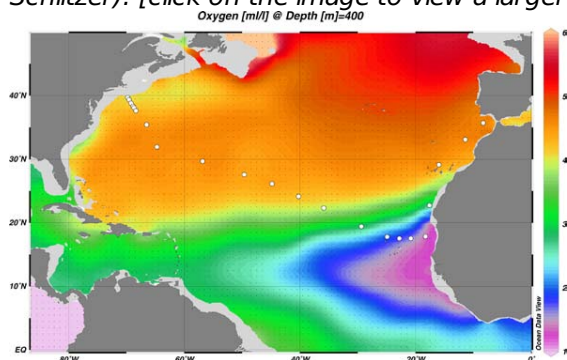 Schlitzer). [Click on the image to view a larger
Oxygen [ml/l] @ Depth [m]=400
6
40°N
5
30°N
4
20°N
3
10°N
2
EQ
1
80°W
60°W
40°W
20°W
0°
Ocean Data View